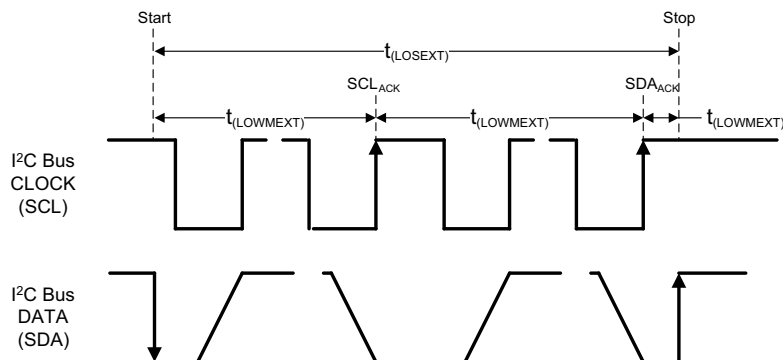 Start
Stop
t(LOSEXT)
SCLACK
SDAACK
t(LOWMEXT)
t(LOWMEXT)
t(LOWMEXT)
I²C Bus
CLOCK
(SCL)
I²C Bus
DATA
(SDA)